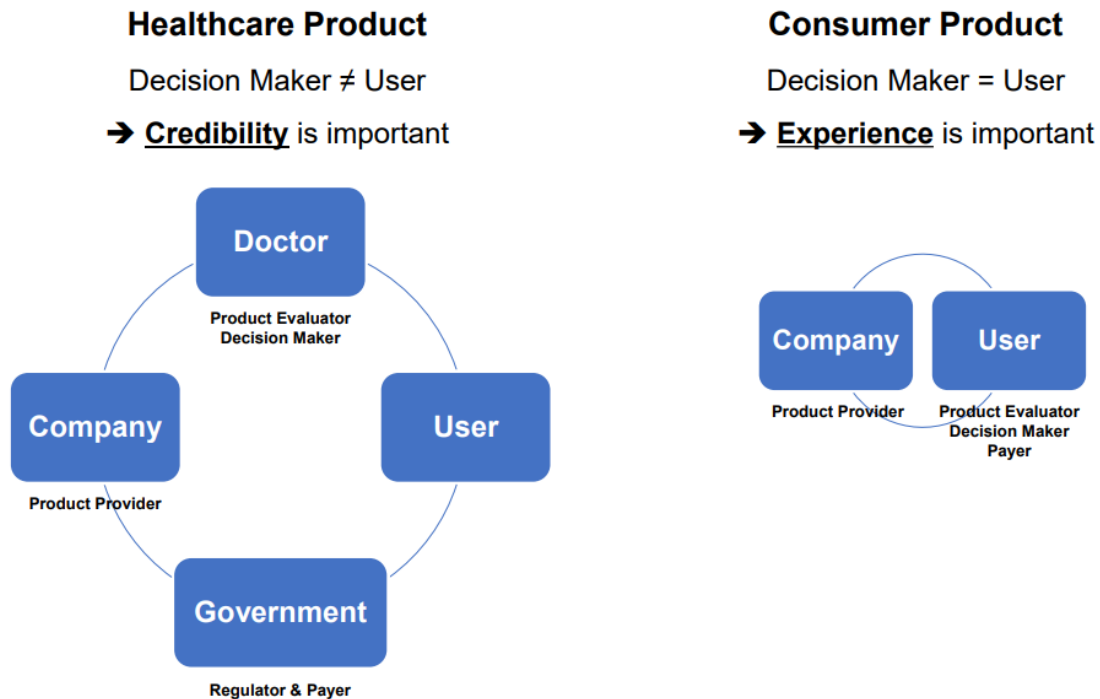 Healthcare Product
Decision Maker ≠ User
➔ Credibility is important
Doctor
Product Evaluator
Decision Maker
Company
Product Provider
User
Government
Regulator & Payer
Consumer Product
Decision Maker = User
➔ Experience is important
Company
Product Provider
User
Product Evaluator
Decision Maker
Payer